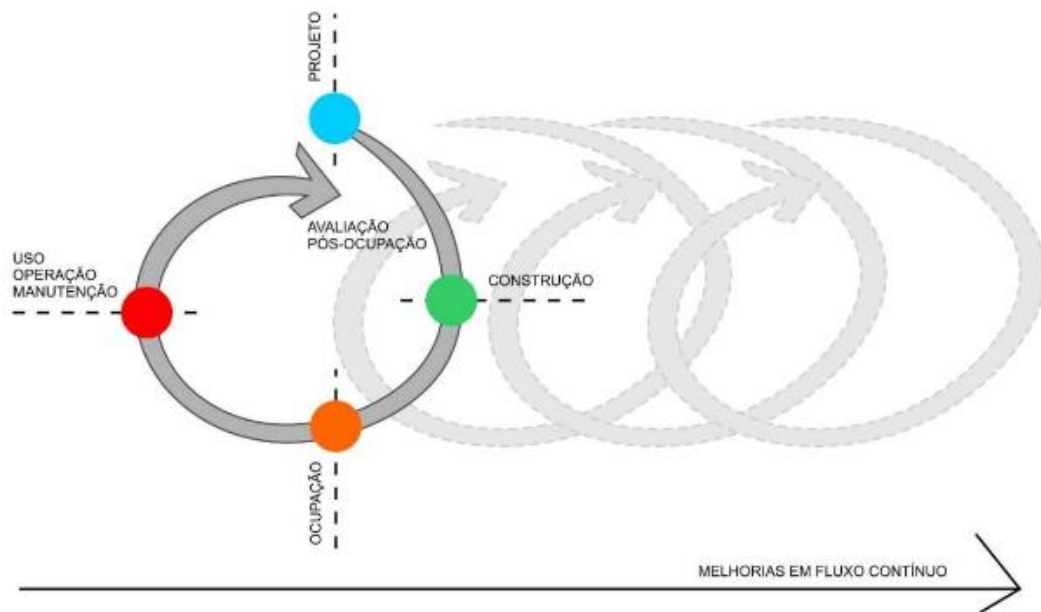 PROJETO
AVALIAÇÃO
PÓS-OCUPAÇÃO
USO
OPERAÇÃO
MANUTENÇÃO
CONSTRUÇÃO
OCUPAÇÃO
MELHORIAS EM FLUXO CONTÍNUO